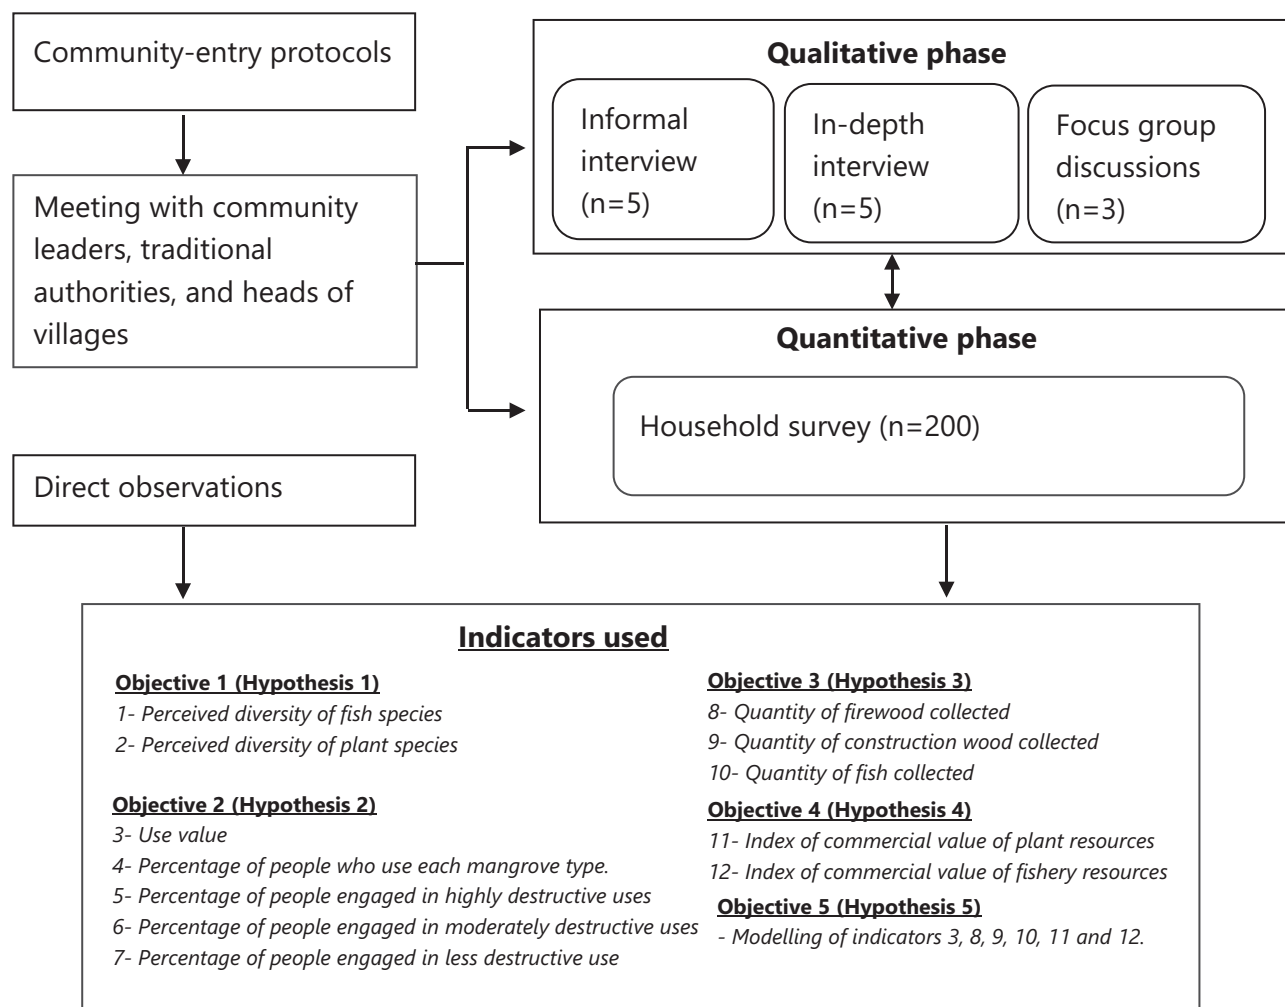 Community-entry protocols
Meeting with community
leaders, traditional
authorities, and heads of
villages
Qualitative phase
Informal
interview
(n=5)
In-depth
interview
(n=5)
Focus group
discussions
(n=3)
Quantitative phase
Household survey (n=200)
Direct observations
Indicators used
Objective 1 (Hypothesis 1)
1- Perceived diversity of fish species
2- Perceived diversity of plant species
Objective 2 (Hypothesis 2)
3- Use value
4- Percentage of people who use each mangrove type.
5- Percentage of people engaged in highly destructive uses
6- Percentage of people engaged in moderately destructive uses
7- Percentage of people engaged in less destructive use
Objective 3 (Hypothesis 3)
8- Quantity of firewood collected
9- Quantity of construction wood collected
10- Quantity of fish collected
Objective 4 (Hypothesis 4)
11- Index of commercial value of plant resources
12- Index of commercial value of fishery resources
Objective 5 (Hypothesis 5)
- Modelling of indicators 3, 8, 9, 10, 11 and 12.